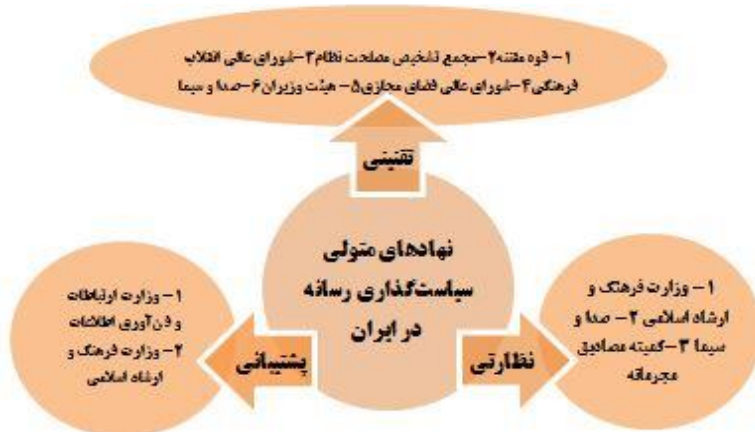 ۱- قوه مقننه ۲-مجمع تشخیص مصلحت نظام ۳-شورای عالی انقلاب
فرهنگی ۴-شورای عالی فضای مجازی ۵- هیئت وزیران ۶-صدا و سیما
تقنینی
نهادهای متولی
سیاست‌گذاری رسانه
در ایران
نظارتی
۱- وزارت فرهنگ و
ارشاد اسلامی ۲- صدا و
سیما ۳-کمیته مصادیق
مجرمانه
پشتیبانی
۱- وزارت ارتباطات
و فن‌آوری اطلاعات
۲- وزارت فرهنگ و
ارشاد اسلامی